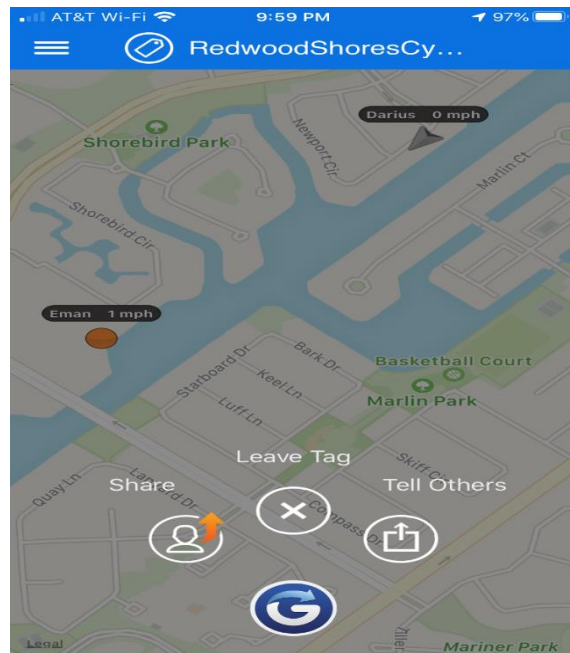 AT&T Wi-Fi
9:59 PM
97%
RedwoodShoresCy...
Darius 0 mph
Shorebird Park
Newport Cir
Marlin Ct
Shorebird Cir
Eman 1 mph
Bark Dr
Starboard Dr
Keel Ln
Luff Ln
Basketball Court
Marlin Park
Leave Tag
Skiff Cir
Share
Tell Others
Quay Ln
Lanyard Dr
Compass Dr
G
Legal
Mariner Park